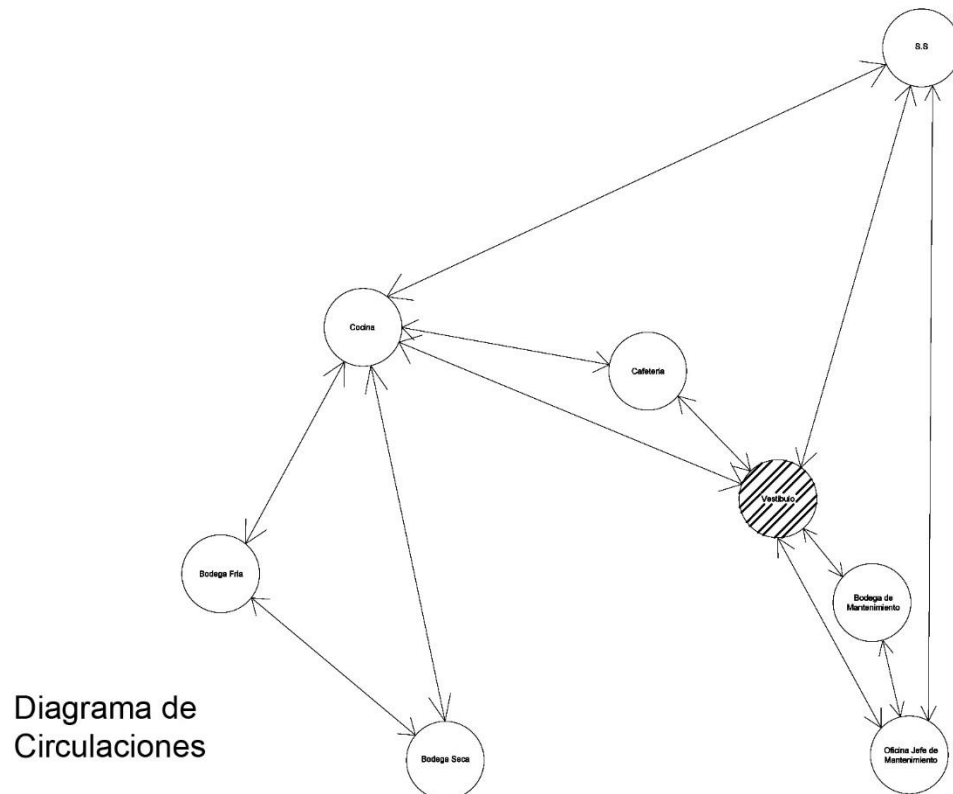 S.S
Cocina
Cafeteria
Vestibulo
Bodega Fria
Bodega de
Mantenimiento
Diagrama de
Circulaciones
Bodega Seca
Oficina Jefe de
Mantenimiento